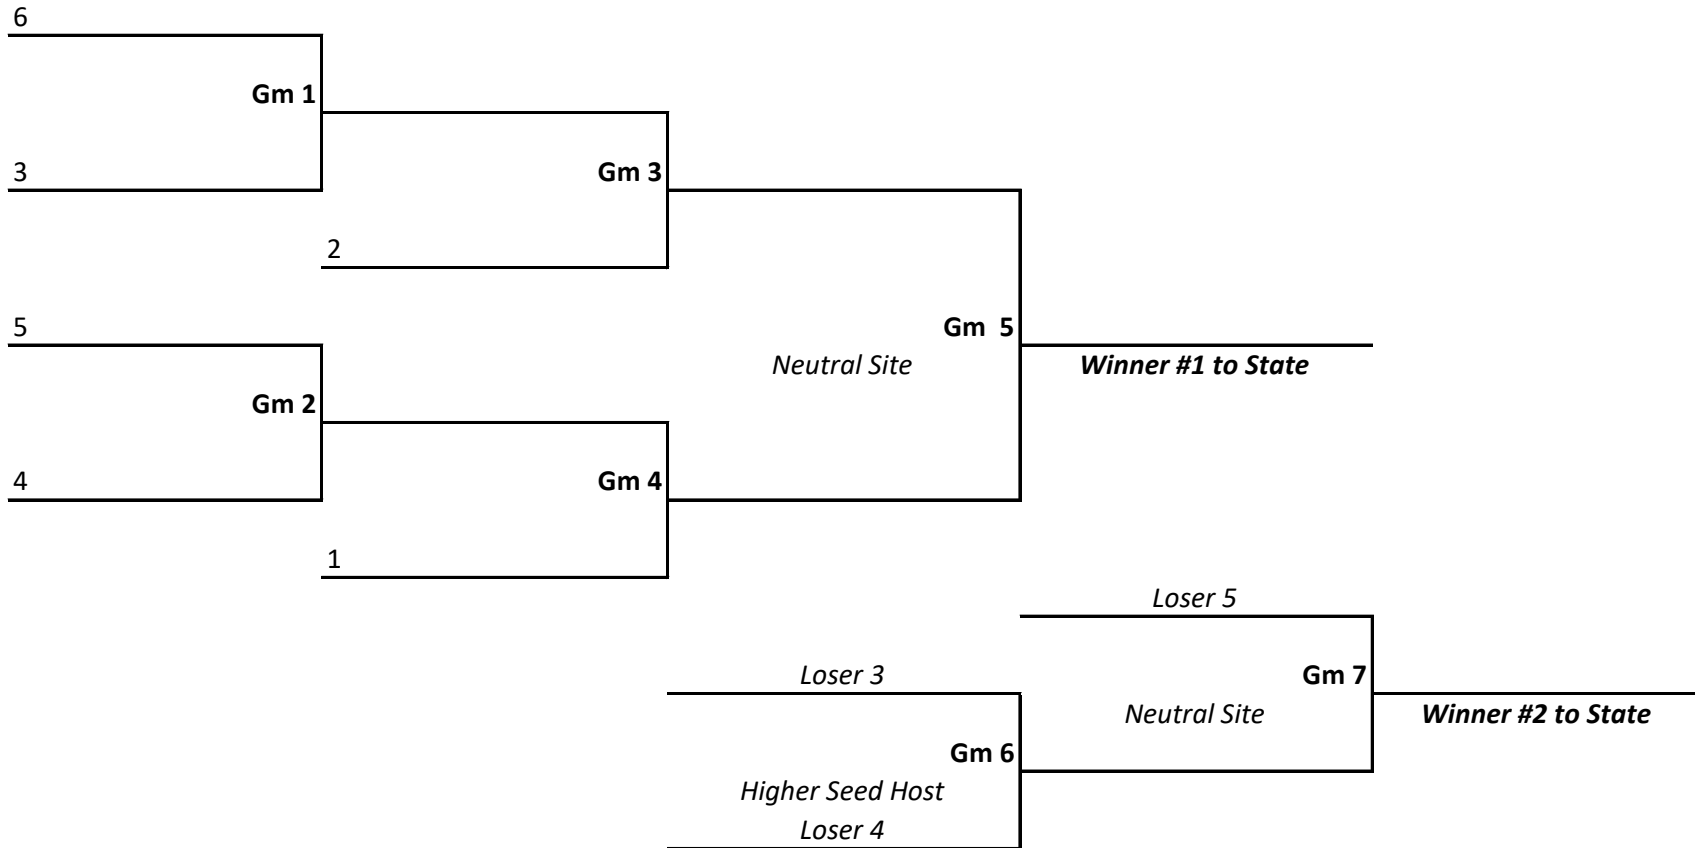 6
Gm 1
3
Gm 3
2
5
Gm 5
Neutral Site
Winner #1 to State
Gm 2
4
Gm 4
1
Loser 5
Loser 3
Gm 7
Neutral Site
Winner #2 to State
Gm 6
Higher Seed Host
Loser 4